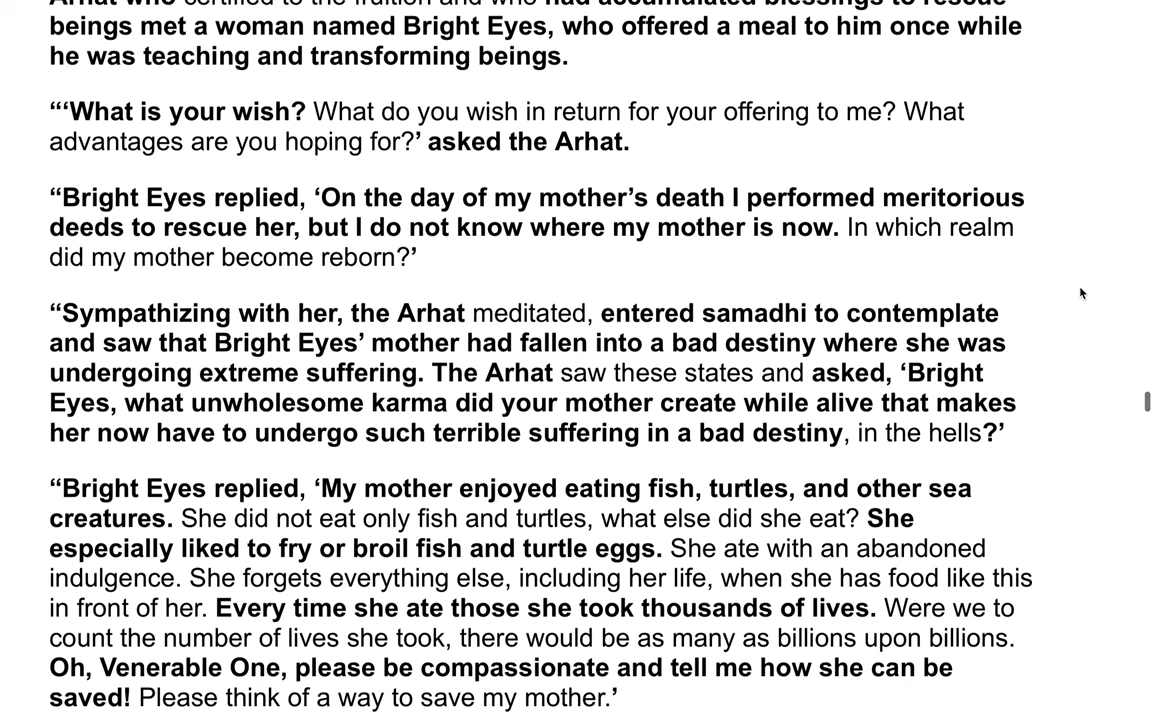 Arhat who certified to the fruition and who had accumulated blessings to rescue
beings met a woman named Bright Eyes, who offered a meal to him once while
he was teaching and transforming beings.
“‘What is your wish? What do you wish in return for your offering to me? What
advantages are you hoping for?’ asked the Arhat.
“Bright Eyes replied, ‘On the day of my mother’s death I performed meritorious
deeds to rescue her, but I do not know where my mother is now. In which realm
did my mother become reborn?’
“Sympathizing with her, the Arhat meditated, entered samadhi to contemplate
and saw that Bright Eyes’ mother had fallen into a bad destiny where she was
undergoing extreme suffering. The Arhat saw these states and asked, ‘Bright
Eyes, what unwholesome karma did your mother create while alive that makes
her now have to undergo such terrible suffering in a bad destiny, in the hells?’
“Bright Eyes replied, ‘My mother enjoyed eating fish, turtles, and other sea
creatures. She did not eat only fish and turtles, what else did she eat? She
especially liked to fry or broil fish and turtle eggs. She ate with an abandoned
indulgence. She forgets everything else, including her life, when she has food like this
in front of her. Every time she ate those she took thousands of lives. Were we to
count the number of lives she took, there would be as many as billions upon billions.
Oh, Venerable One, please be compassionate and tell me how she can be
saved! Please think of a way to save my mother.’